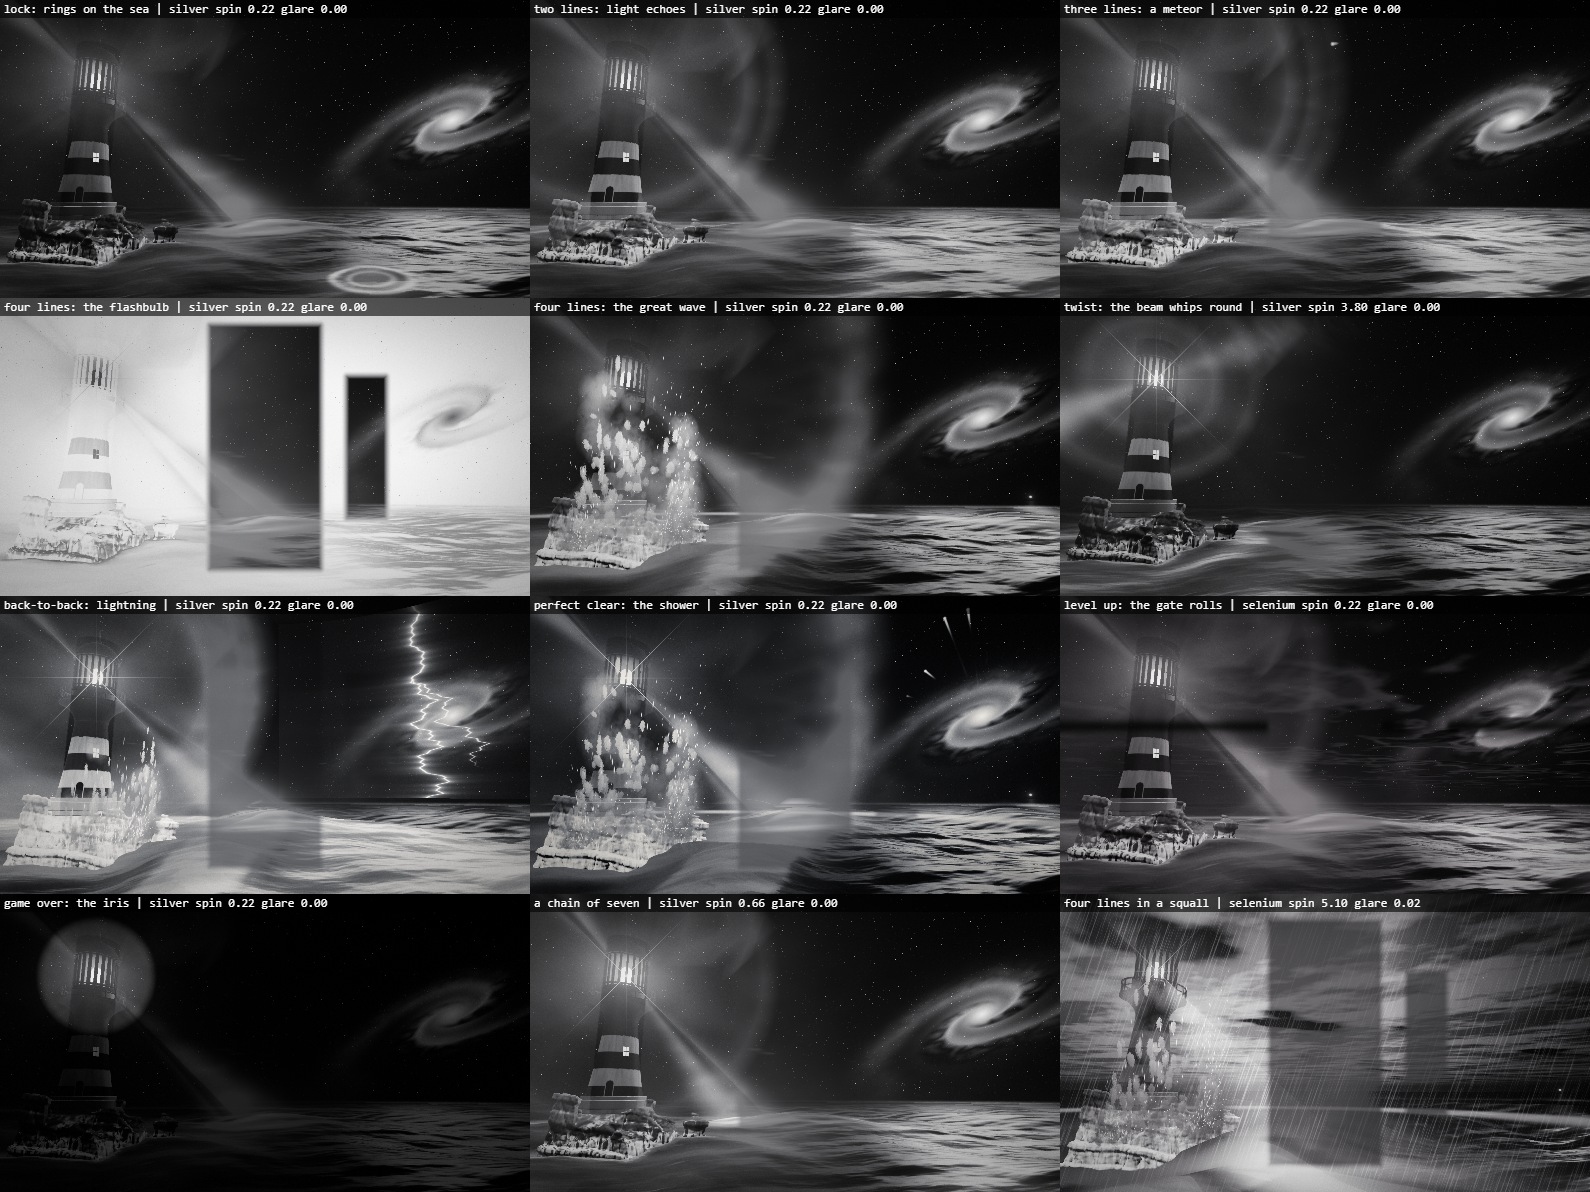 lock: rings on the sea | silver spin 0.22 glare 0.00
two lines: light echoes | silver spin 0.22 glare 0.00
three lines: a meteor | silver spin 0.22 glare 0.00
four lines: the flashbulb | silver spin 0.22 glare 0.00
four lines: the great wave | silver spin 0.22 glare 0.00
twist: the beam whips round | silver spin 3.80 glare 0.00
back-to-back: lightning | silver spin 0.22 glare 0.00
perfect clear: the shower | silver spin 0.22 glare 0.00
level up: the gate rolls | selenium spin 0.22 glare 0.00
game over: the iris | silver spin 0.22 glare 0.00
a chain of seven | silver spin 0.66 glare 0.00
four lines in a squall | selenium spin 5.10 glare 0.02